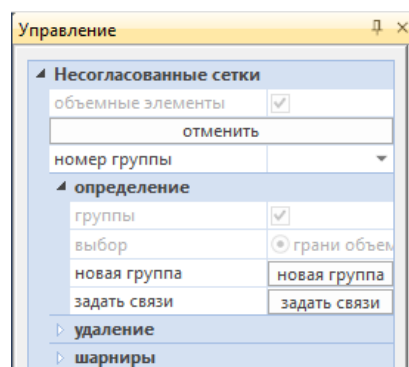 Управление
Несогласованные сетки
объемные элементы
отменить
номер группы
определение
группы
выбор грани объем
новая группа новая группа
задать связи задать связи
удаление
шарниры